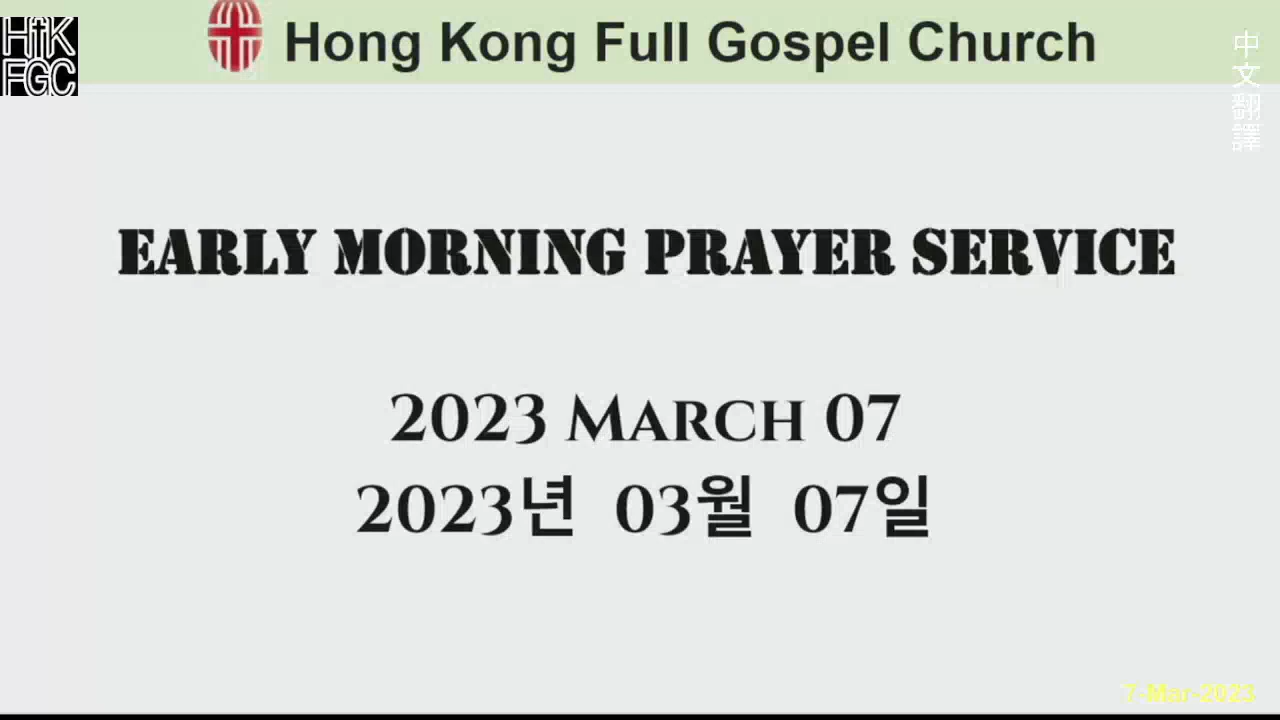 HfK
FGC
Hong Kong Full Gospel Church
中文翻譯
EARLY MORNING PRAYER SERVICE
2023 March 07
2023년 03월 07일
7-Mar-2023